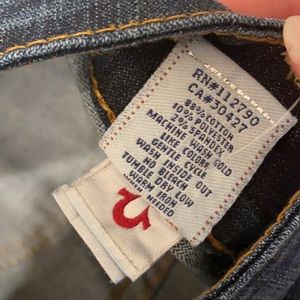 RN#112790
CA#30427
88% COTTON
10% POLYESTER
2% SPANDEX
MACHINE WASH COLD
LIKE COLORS
GENTLE CYCLE
WASH INSIDE OUT
NO BLEACH
TUMBLE DRY LOW
WARM IRON
NEEDED